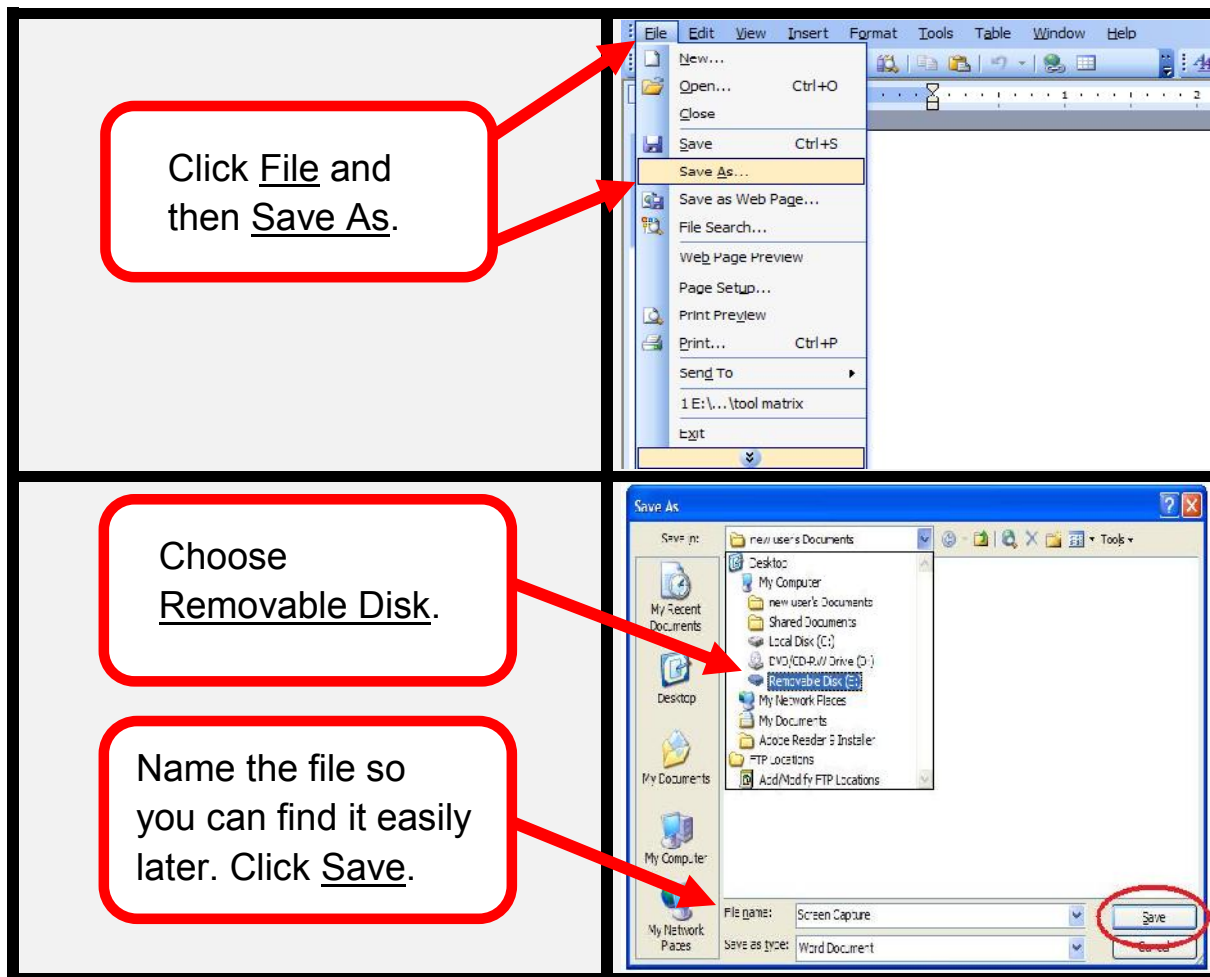 Click File and
then Save As.
File Edit View Insert Format Tools Table Window Help
New...
Open... Ctrl+O
1 2
Close
Save Ctrl+S
Save As...
Save as Web Page...
File Search...
Web Page Preview
Page Setup...
Print Preview
Print... Ctrl+P
Send To
1 E:\...\tool matrix
Exit
Choose
Removable Disk.
Name the file so
you can find it easily
later. Click Save.
Save As
Save in: new user's Documents Tools
Desktop
My Computer
new user's Documents
Shared Documents
Local Disk (C:)
DVD/CD-RW Drive (D:)
Removable Disk (E:)
My Network Places
My Documents
Adobe Reader 9 Installer
FTP Locations
Add/Modify FTP Locations
My Recent
Documents
Desktop
My Documents
My Computer
My Network
Places
File name: Screen Capture Save
Save as type: Word Document Cancel